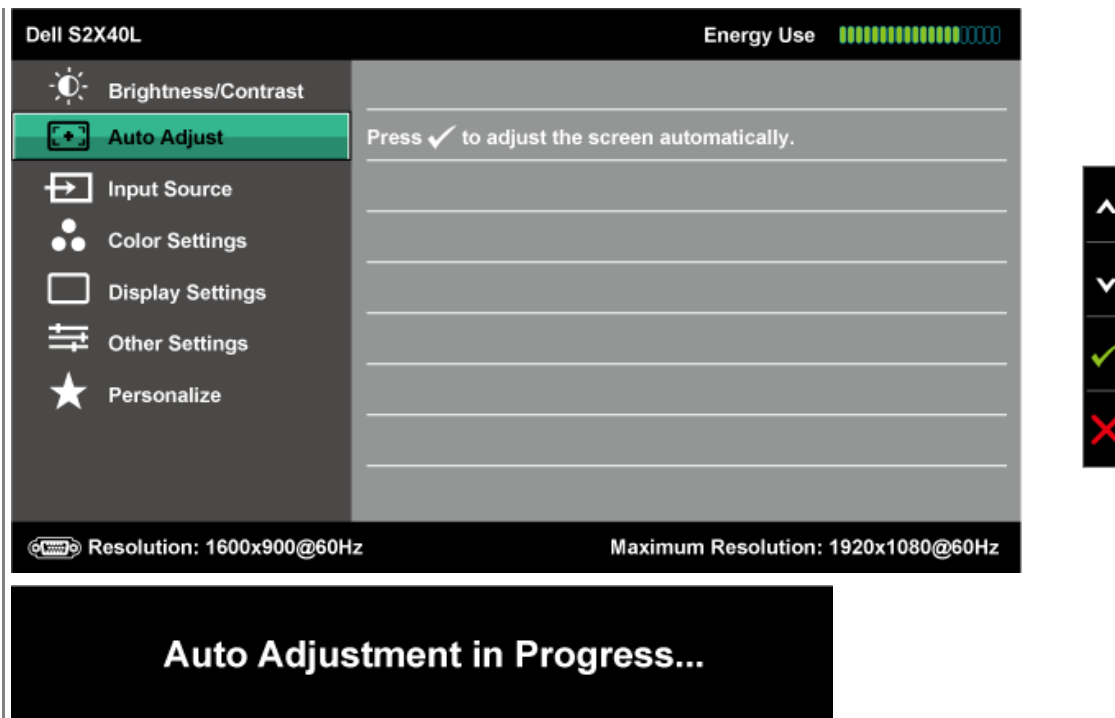 Dell S2X40L Energy Use
Brightness/Contrast
Auto Adjust Press ✓ to adjust the screen automatically.
Input Source
Color Settings
Display Settings
Other Settings
Personalize
Resolution: 1600x900@60Hz Maximum Resolution: 1920x1080@60Hz
Auto Adjustment in Progress...